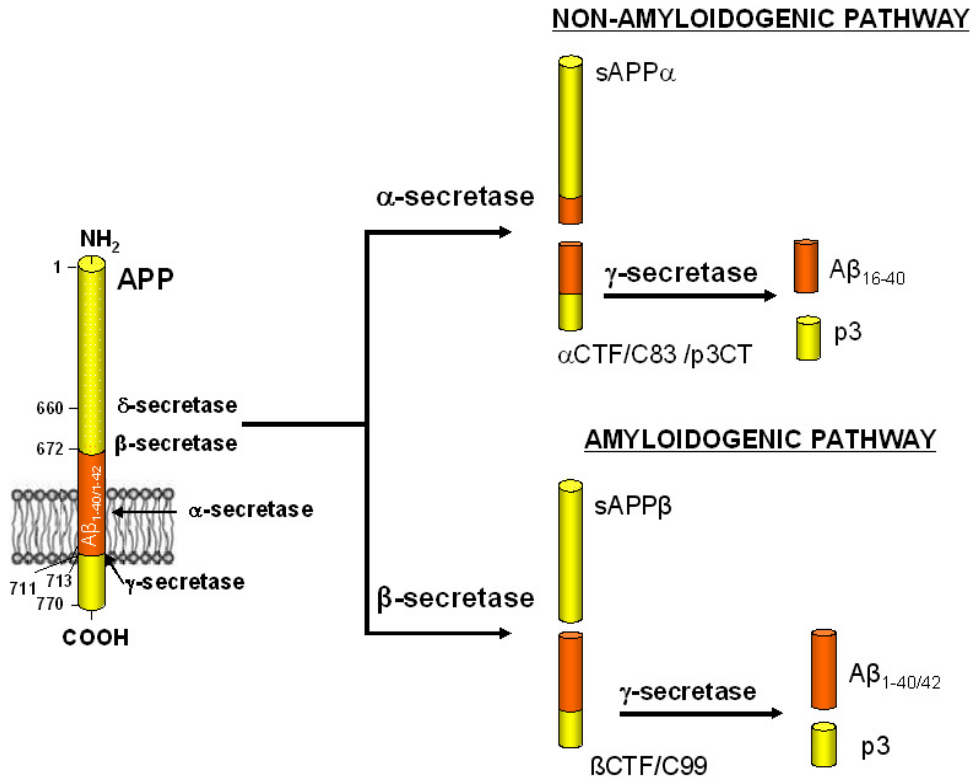 NON-AMYLOIDOGENIC PATHWAY
sAPPα
α-secretase
γ-secretase
Aβ16-40
p3
αCTF/C83 /p3CT
NH2
1
APP
660
δ-secretase
672
β-secretase
Aβ1-40/1-42
α-secretase
711
713
γ-secretase
770
COOH
AMYLOIDOGENIC PATHWAY
sAPPβ
β-secretase
γ-secretase
Aβ1-40/42
p3
ßCTF/C99